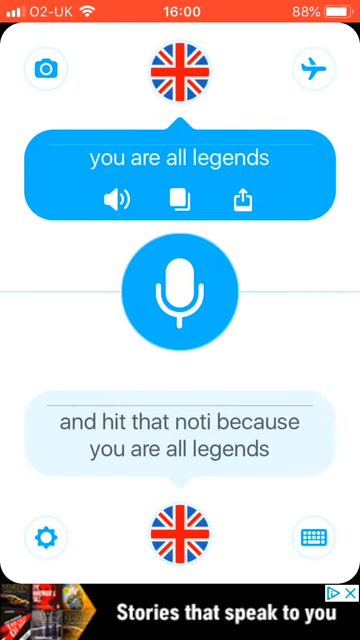 O2-UK 16:00 88%
you are all legends
and hit that noti because
you are all legends
Stories that speak to you